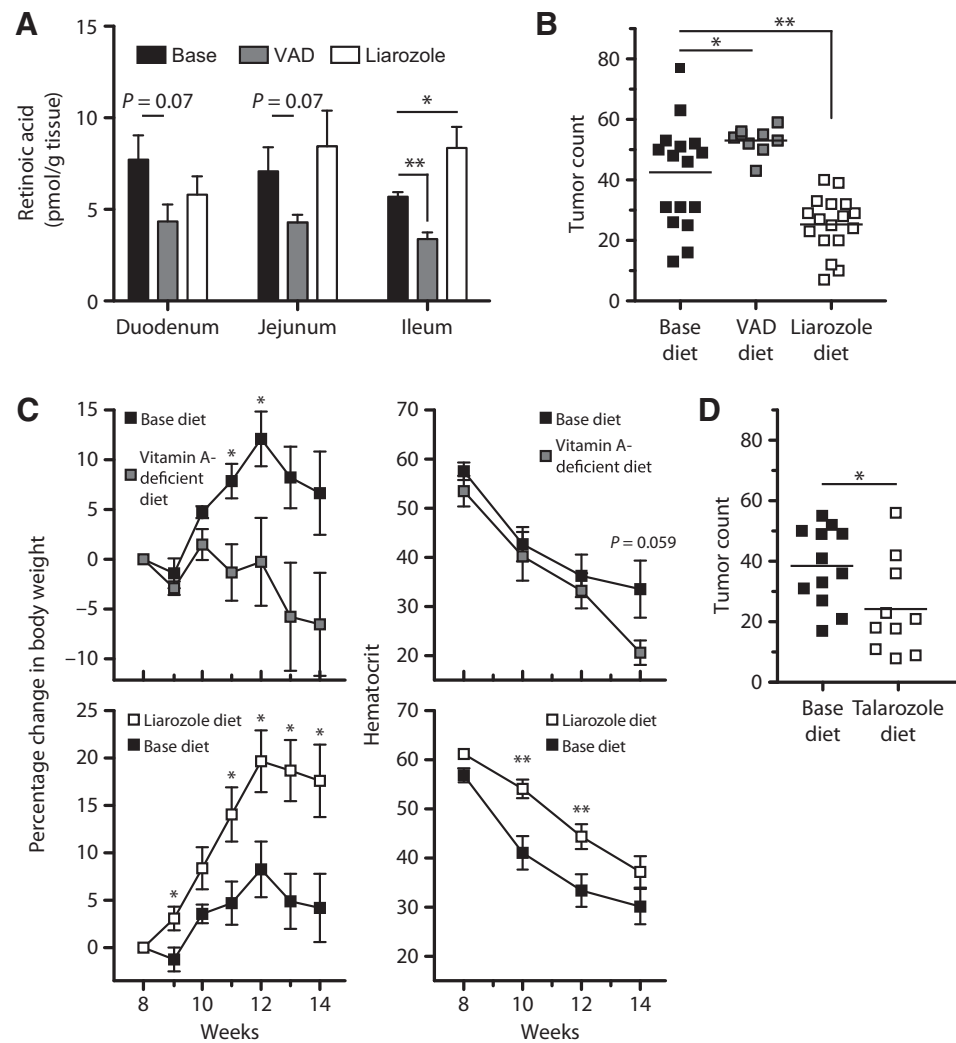 A
15
10
5
0
Retinoic acid
(pmol/g tissue)
Base VAD Liarozole
P = 0.07
P = 0.07
*
**
Duodenum Jejunum Ileum
B
80
60
40
20
0
Tumor count
**
*
Base
diet
VAD
diet
Liarozole
diet
C
Percentage change in body weight
15
10
5
0
−5
−10
Base diet
Vitamin A-
deficient
diet
*
*
Hematocrit
70
60
50
40
30
20
Base diet
Vitamin A-
deficient diet
P = 0.059
25
20
15
10
5
0
Liarozole diet
Base diet
*
*
*
*
*
8 10 12 14
Weeks
70
60
50
40
30
20
Liarozole diet
Base diet
**
**
8 10 12 14
Weeks
D
80
60
40
20
0
Tumor count
*
Base
diet
Talarozole
diet